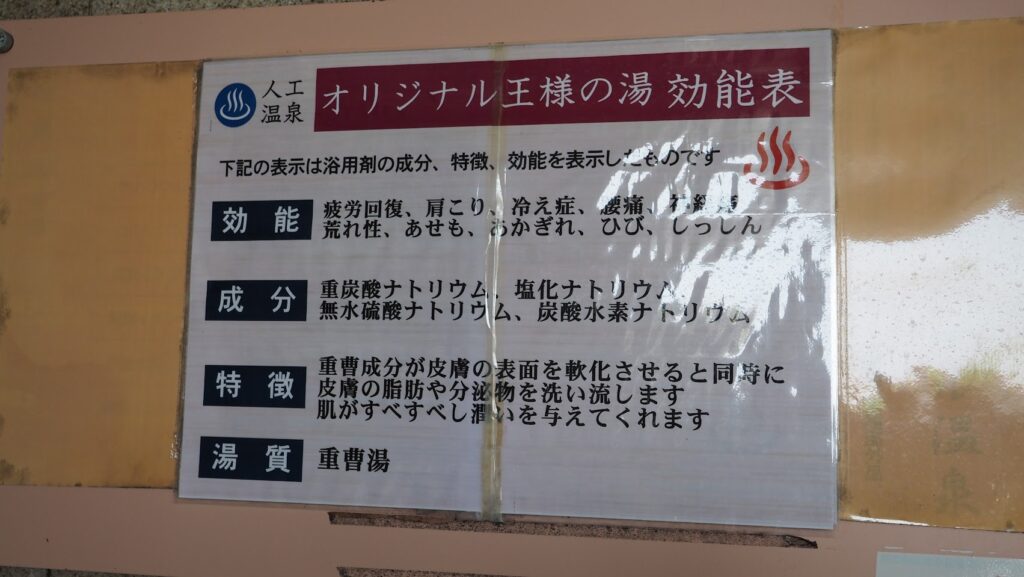 人工
温泉
オリジナル王様の湯 効能表
下記の表示は浴用剤の成分、特徴、効能を表示したものです
効能
疲労回復、肩こり、冷え症、腰痛、
荒れ性、あせも、あかぎれ、ひび、しっしん
成分
重炭酸ナトリウム、塩化ナトリウム
無水硫酸ナトリウム、炭酸水素ナトリウム
特徴
重曹成分が皮膚の表面を軟化させると同時に
皮膚の脂肪や分泌物を洗い流します
肌がすべすべし潤いを与えてくれます
湯質
重曹湯